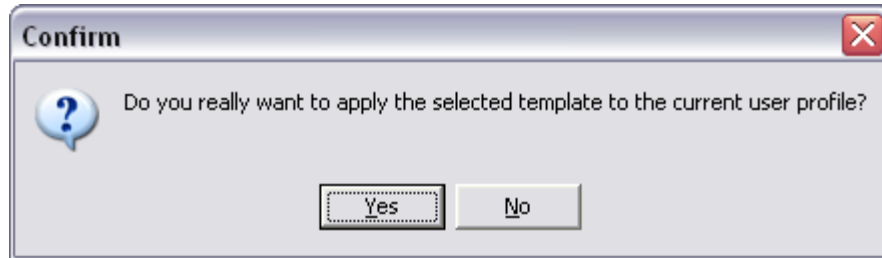 Confirm
Do you really want to apply the selected template to the current user profile?
Yes
No